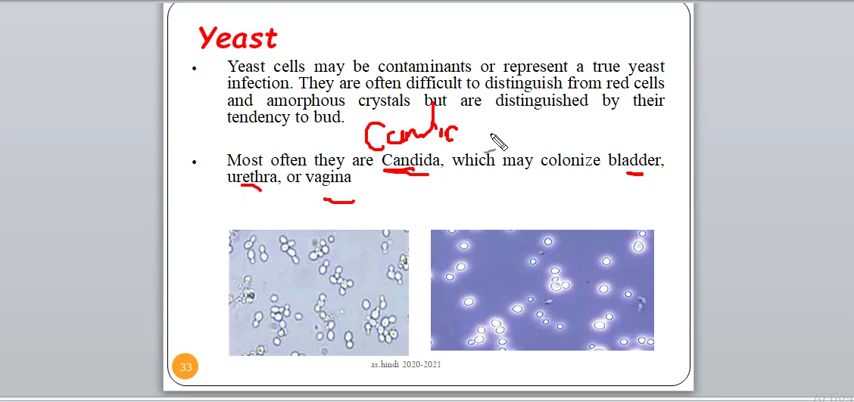 Yeast
• Yeast cells may be contaminants or represent a true yeast
infection. They are often difficult to distinguish from red cells
and amorphous crystals but are distinguished by their
tendency to bud.
• Most often they are Candida, which may colonize bladder,
urethra, or vagina
33
as.hindi 2020-2021